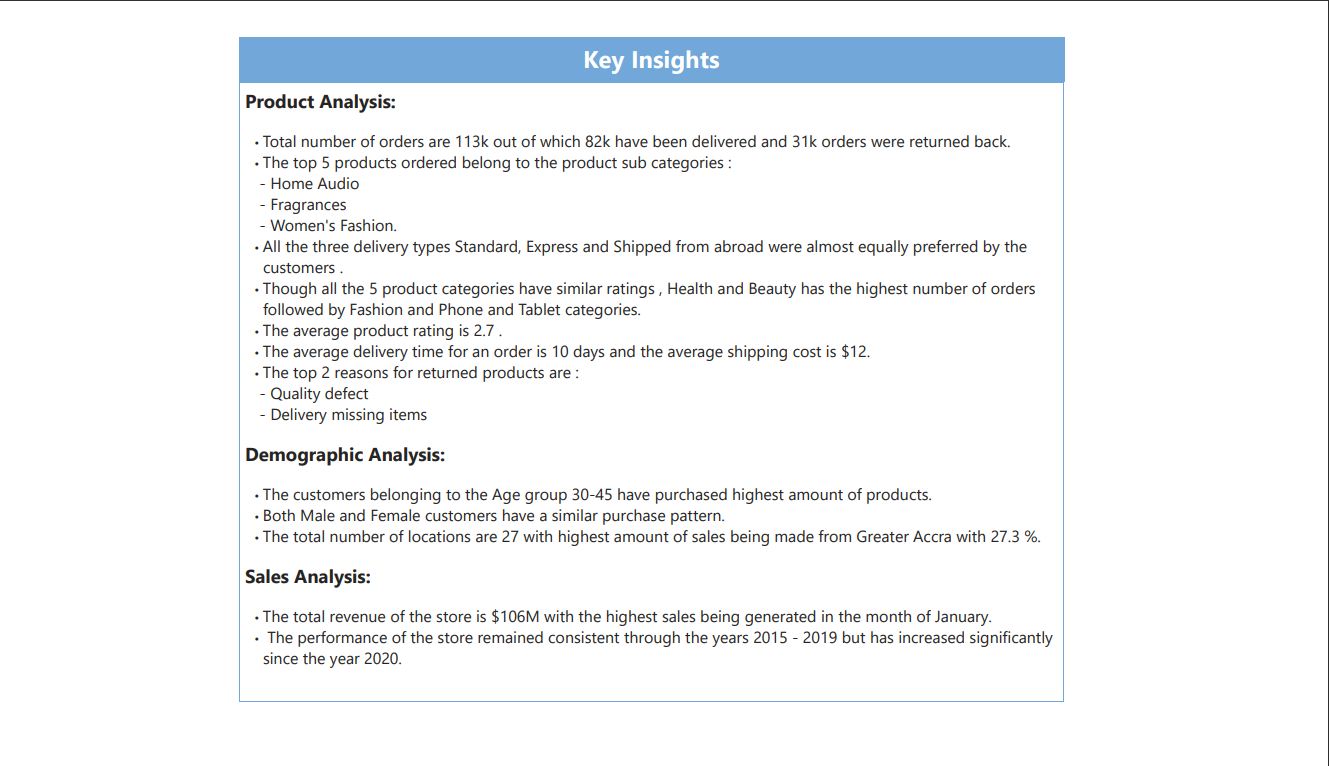 Key Insights
Product Analysis:
• Total number of orders are 113k out of which 82k have been delivered and 31k orders were returned back.
• The top 5 products ordered belong to the product sub categories :
- Home Audio
- Fragrances
- Women's Fashion.
• All the three delivery types Standard, Express and Shipped from abroad were almost equally preferred by the
customers .
• Though all the 5 product categories have similar ratings , Health and Beauty has the highest number of orders
followed by Fashion and Phone and Tablet categories.
• The average product rating is 2.7 .
• The average delivery time for an order is 10 days and the average shipping cost is $12.
• The top 2 reasons for returned products are :
- Quality defect
- Delivery missing items
Demographic Analysis:
• The customers belonging to the Age group 30-45 have purchased highest amount of products.
• Both Male and Female customers have a similar purchase pattern.
• The total number of locations are 27 with highest amount of sales being made from Greater Accra with 27.3 %.
Sales Analysis:
• The total revenue of the store is $106M with the highest sales being generated in the month of January.
• The performance of the store remained consistent through the years 2015 - 2019 but has increased significantly
since the year 2020.